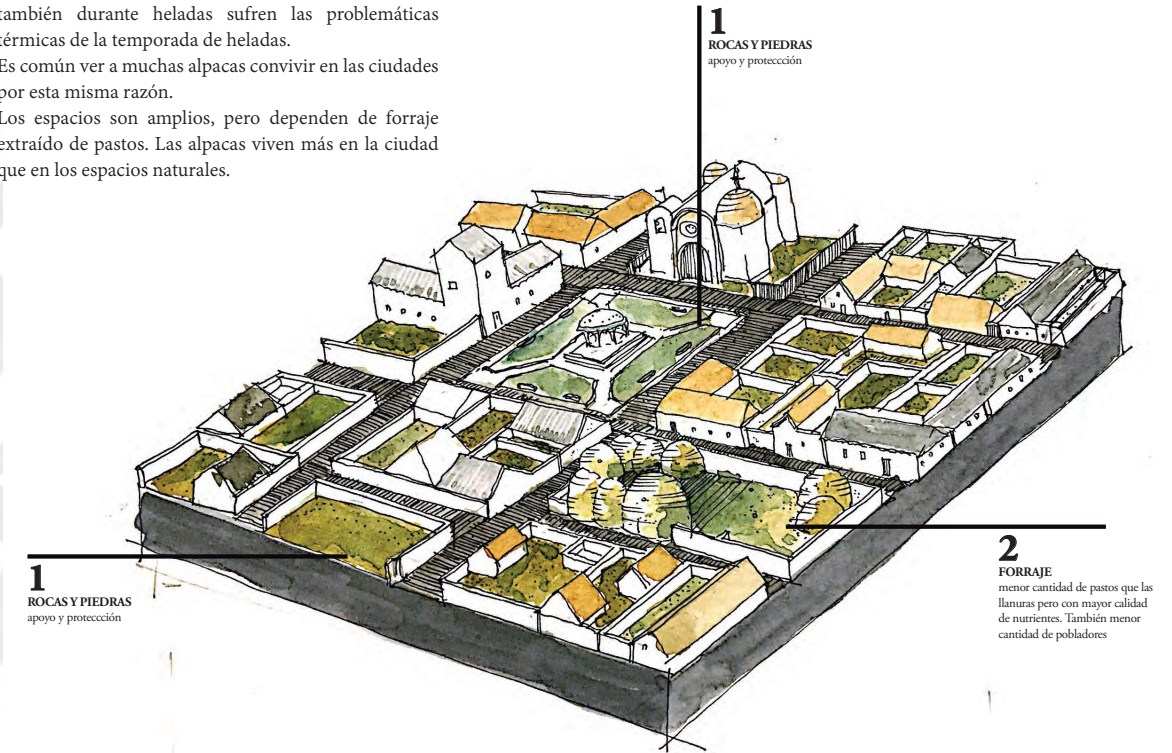 también durante heladas sufren las problemáticas
térmicas de la temporada de heladas.
Es común ver a muchas alpacas convivir en las ciudades
por esta misma razón.
Los espacios son amplios, pero dependen de forraje
extraído de pastos. Las alpacas viven más en la ciudad
que en los espacios naturales.
1
ROCAS Y PIEDRAS
apoyo y proteccción
1
ROCAS Y PIEDRAS
apoyo y proteccción
2
FORRAJE
menor cantidad de pastos que las
llanuras pero con mayor calidad
de nutrientes. También menor
cantidad de pobladores